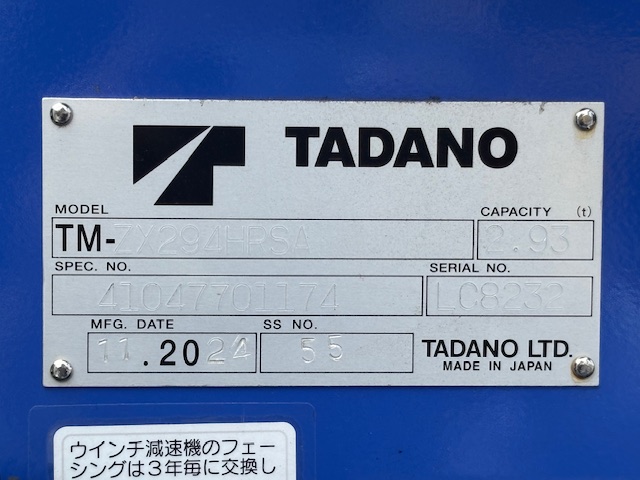 TADANO
MODEL
CAPACITY (t)
TM-ZX294HPSA
2.93
SPEC. NO.
SERIAL NO.
41047701174
LC8232
MFG. DATE
SS NO.
11.2024
55
TADANO LTD.
MADE IN JAPAN
ウインチ減速機のフェー
シングは3年毎に交換し